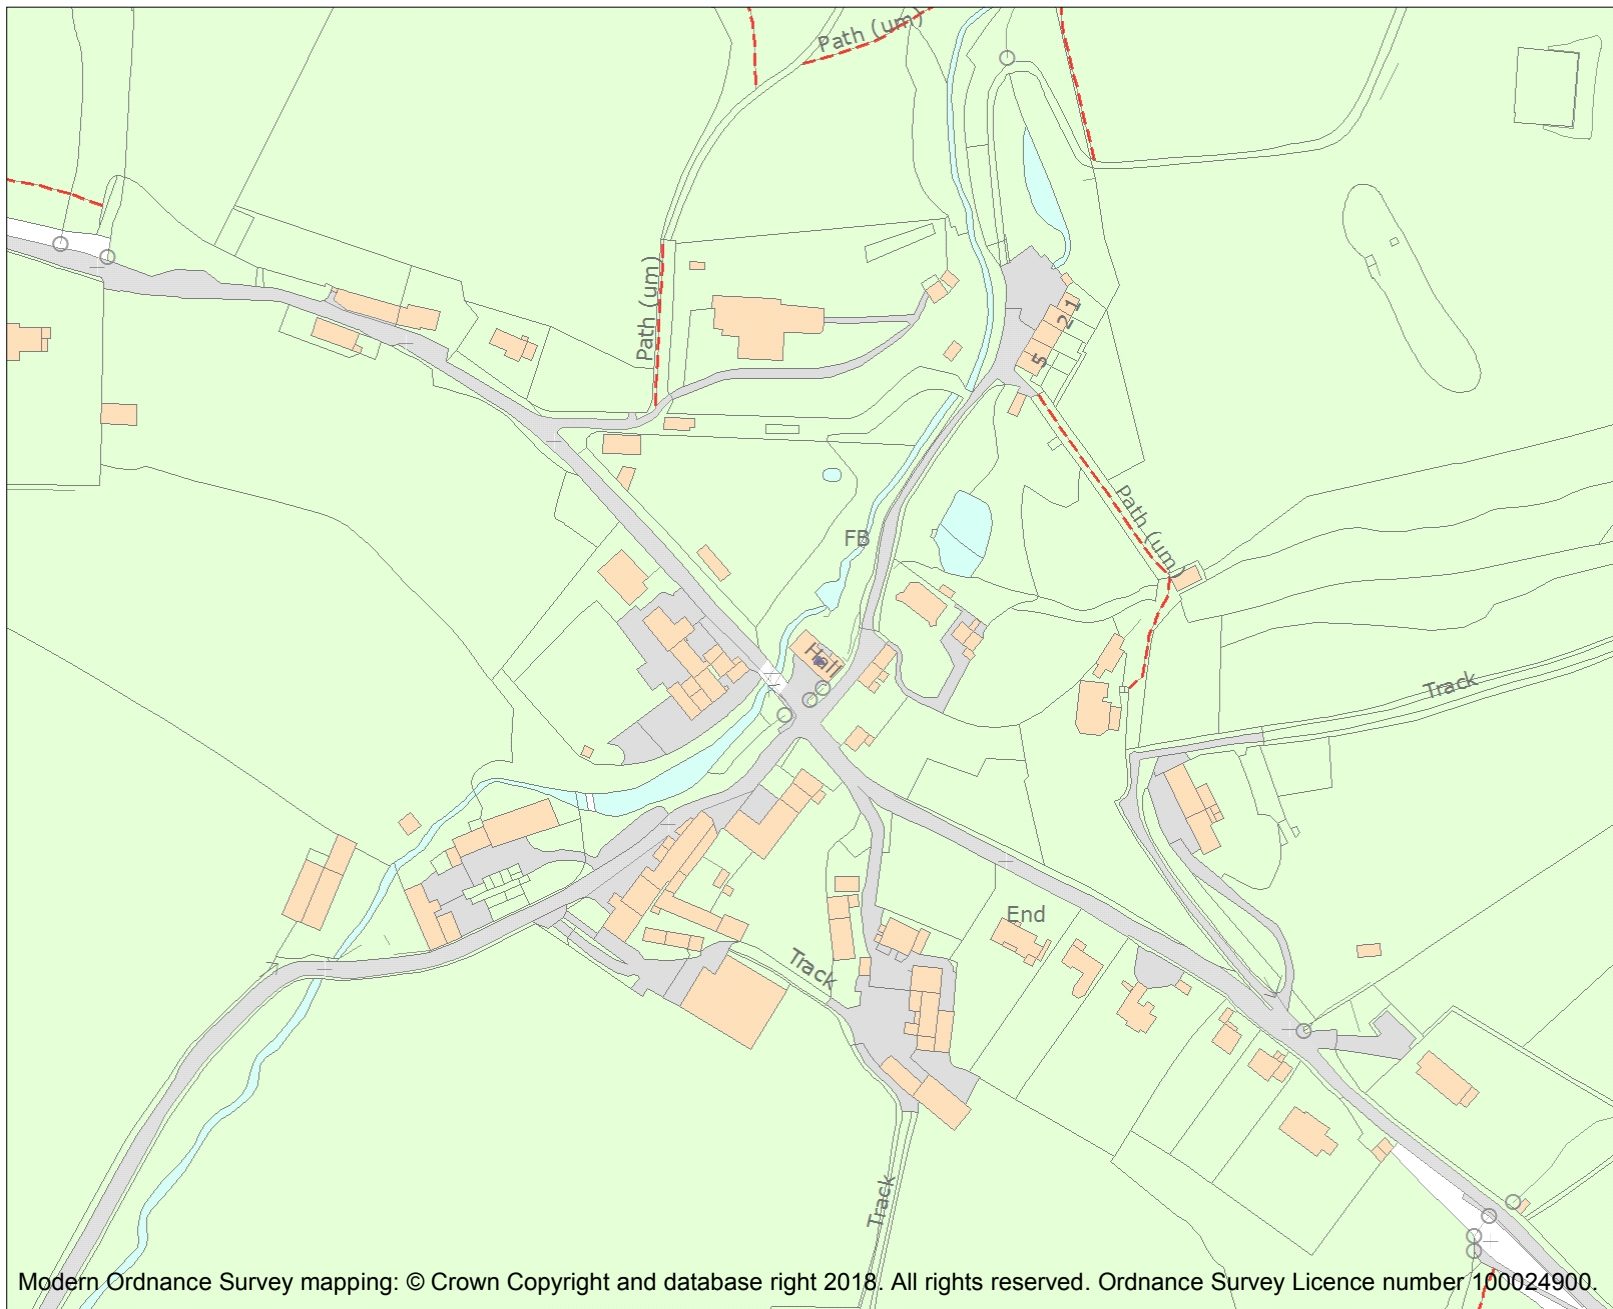 Path (um)
Path (um)
1
2
5
Path (um)
FB
Hall
Track
End
Track
Track
Modern Ordnance Survey mapping: © Crown Copyright and database right 2018. All rights reserved. Ordnance Survey Licence number 100024900.